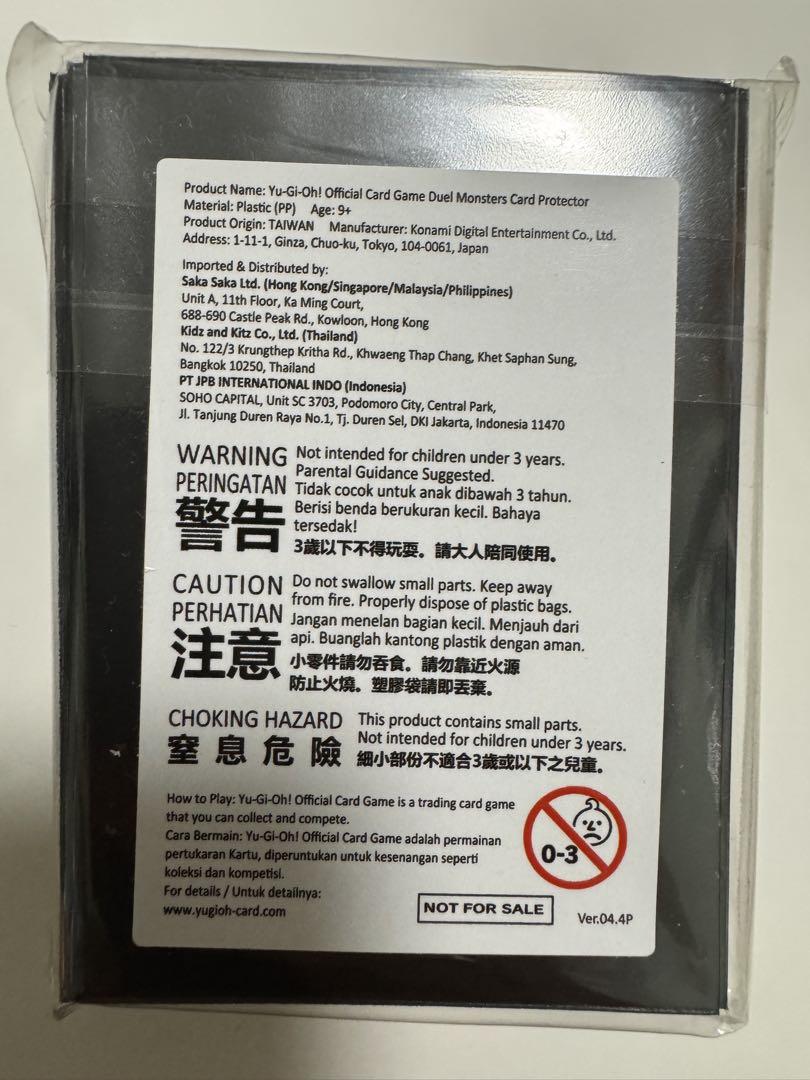 Product Name: Yu-Gi-Oh! Official Card Game Duel Monsters Card Protector
Material: Plastic (PP)    Age: 9+
Product Origin: TAIWAN    Manufacturer: Konami Digital Entertainment Co., Ltd.
Address: 1-11-1, Ginza, Chuo-ku, Tokyo, 104-0061, Japan
Imported & Distributed by:
Saka Saka Ltd. (Hong Kong/Singapore/Malaysia/Philippines)
Unit A, 11th Floor, Ka Ming Court,
688-690 Castle Peak Rd., Kowloon, Hong Kong
Kidz and Kitz Co., Ltd. (Thailand)
No. 122/3 Krungthep Kritha Rd., Khwaeng Thap Chang, Khet Saphan Sung,
Bangkok 10250, Thailand
PT JPB INTERNATIONAL INDO (Indonesia)
SOHO CAPITAL, Unit SC 3703, Podomoro City, Central Park,
Jl. Tanjung Duren Raya No.1, Tj. Duren Sel, DKI Jakarta, Indonesia 11470
WARNING
PERINGATAN
警告
Not intended for children under 3 years.
Parental Guidance Suggested.
Tidak cocok untuk anak dibawah 3 tahun.
Berisi benda berukuran kecil. Bahaya
tersedak!
3歲以下不得玩耍。請大人陪同使用。
CAUTION
PERHATIAN
注意
Do not swallow small parts. Keep away
from fire. Properly dispose of plastic bags.
Jangan menelan bagian kecil. Menjauh dari
api. Buanglah kantong plastik dengan aman.
小零件請勿吞食。請勿靠近火源
防止火燒。塑膠袋請即丟棄。
CHOKING HAZARD
窒息危險
This product contains small parts.
Not intended for children under 3 years.
細小部份不適合3歲或以下之兒童。
How to Play: Yu-Gi-Oh! Official Card Game is a trading card game
that you can collect and compete.
Cara Bermain: Yu-Gi-Oh! Official Card Game adalah permainan
pertukaran Kartu, diperuntukan untuk kesenangan seperti
koleksi dan kompetisi.
For details / Untuk detailnya:
www.yugioh-card.com
0-3
NOT FOR SALE
Ver.04.4P